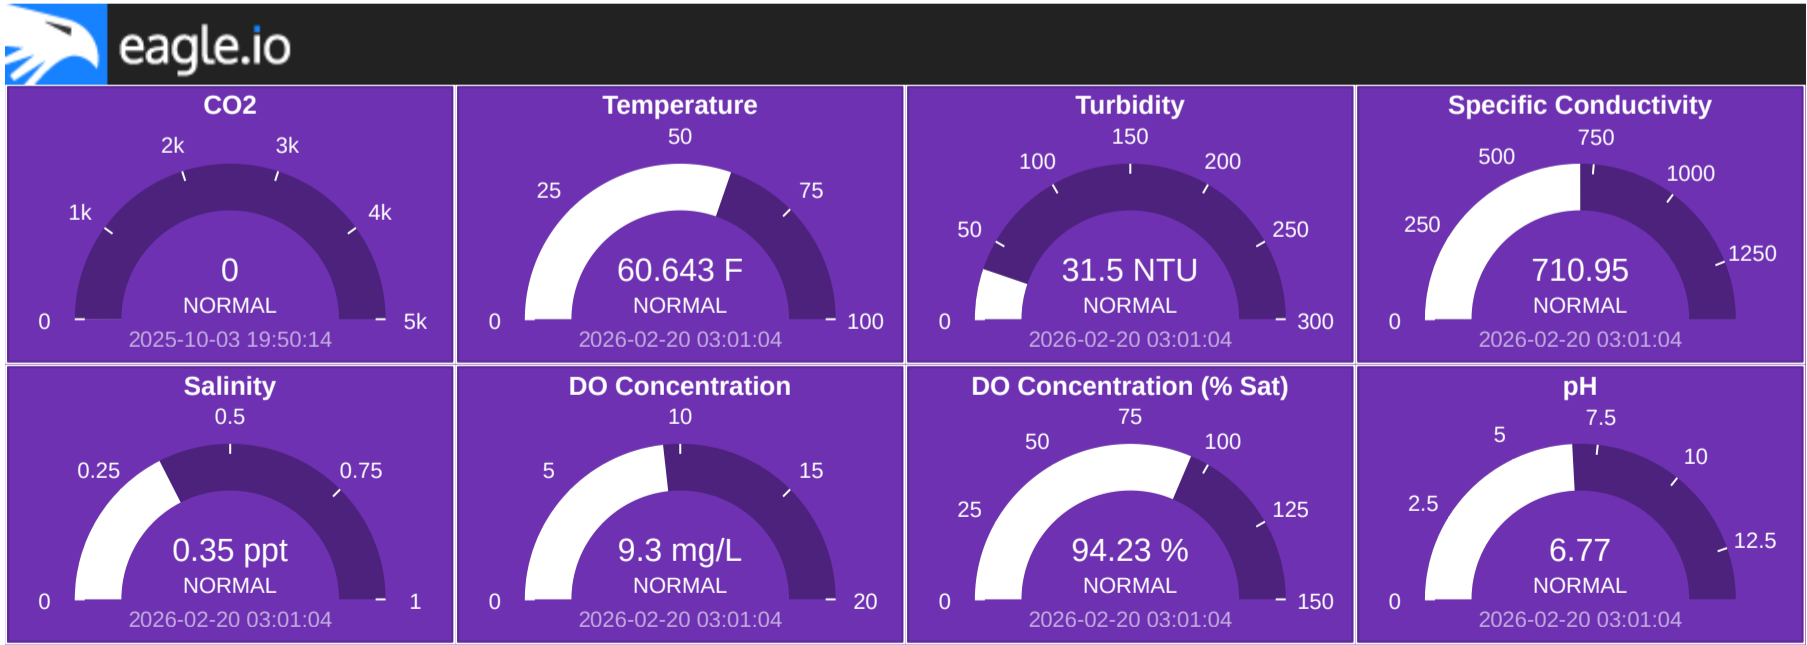 eagle.io
CO2
2k
3k
1k
4k
0
NORMAL
0
5k
2025-10-03 19:50:14
Temperature
50
25
75
60.643 F
NORMAL
0
100
2026-02-20 03:01:04
Turbidity
150
100
200
50
250
31.5 NTU
NORMAL
0
300
2026-02-20 03:01:04
Specific Conductivity
750
500
1000
250
1250
710.95
NORMAL
0
2026-02-20 03:01:04
Salinity
0.5
0.25
0.75
0.35 ppt
NORMAL
0
1
2026-02-20 03:01:04
DO Concentration
10
5
15
9.3 mg/L
NORMAL
0
20
2026-02-20 03:01:04
DO Concentration (% Sat)
75
50
100
25
125
94.23 %
NORMAL
0
150
2026-02-20 03:01:04
pH
7.5
5
10
2.5
12.5
6.77
NORMAL
0
2026-02-20 03:01:04